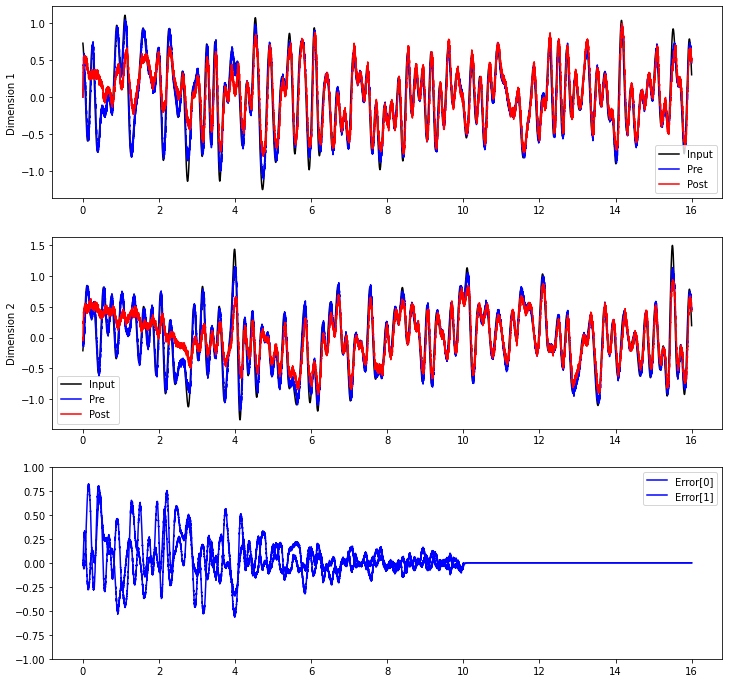 1.0
0.5
0.0
−0.5
−1.0
Dimension 1
Input
Pre
Post
0 2 4 6 8 10 12 14 16
1.5
1.0
0.5
0.0
−0.5
−1.0
Dimension 2
Input
Pre
Post
0 2 4 6 8 10 12 14 16
1.00
0.75
0.50
0.25
0.00
−0.25
−0.50
−0.75
−1.00
Error[0]
Error[1]
0 2 4 6 8 10 12 14 16